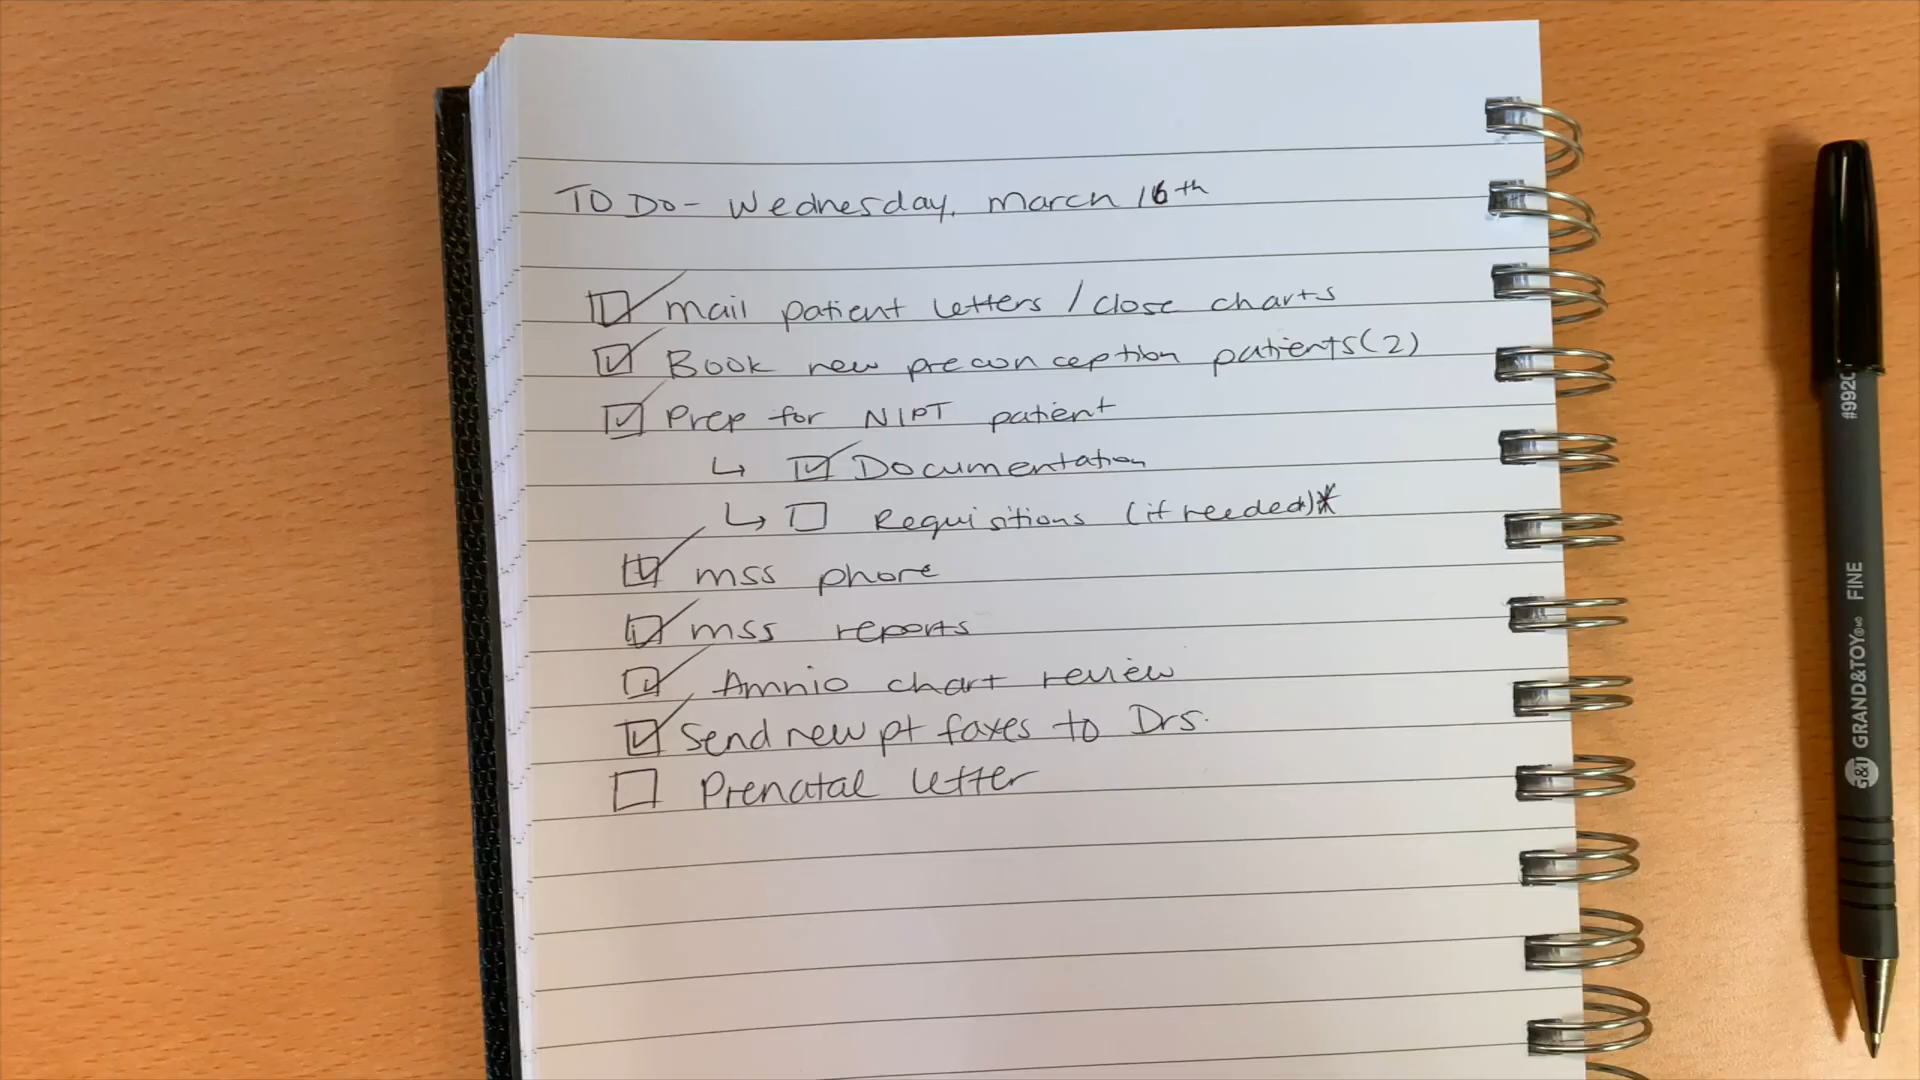 TO DO - Wednesday, March 16th
Mail patient letters / close charts
Book new preconception patients (2)
Prep for NIPT patient
↳ Documentation
↳ Requisitions (if needed)*
mss phone
mss reports
Amnio chart review
Send new pt faxes to Drs.
Prenatal letter
#9920
G&T GRAND&TOY FINE